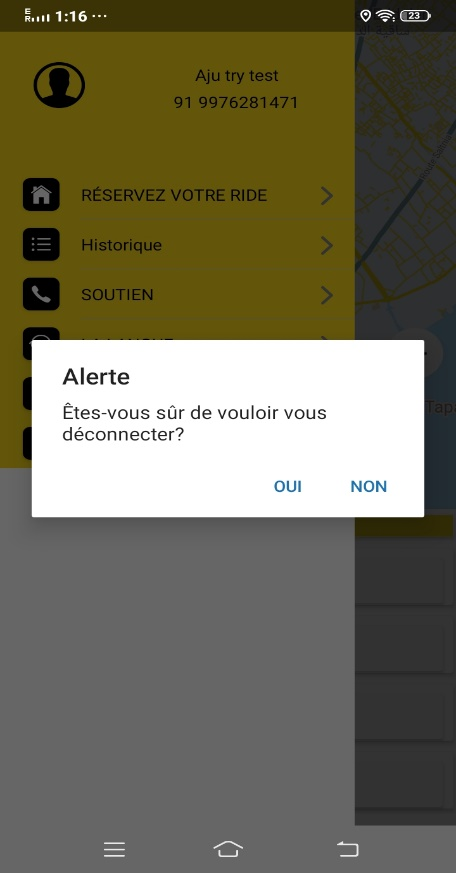 1:16
23
Aju try test
91 9976281471
RÉSERVEZ VOTRE RIDE
Historique
SOUTIEN
Alerte
Êtes-vous sûr de vouloir vous
déconnecter?
OUI
NON